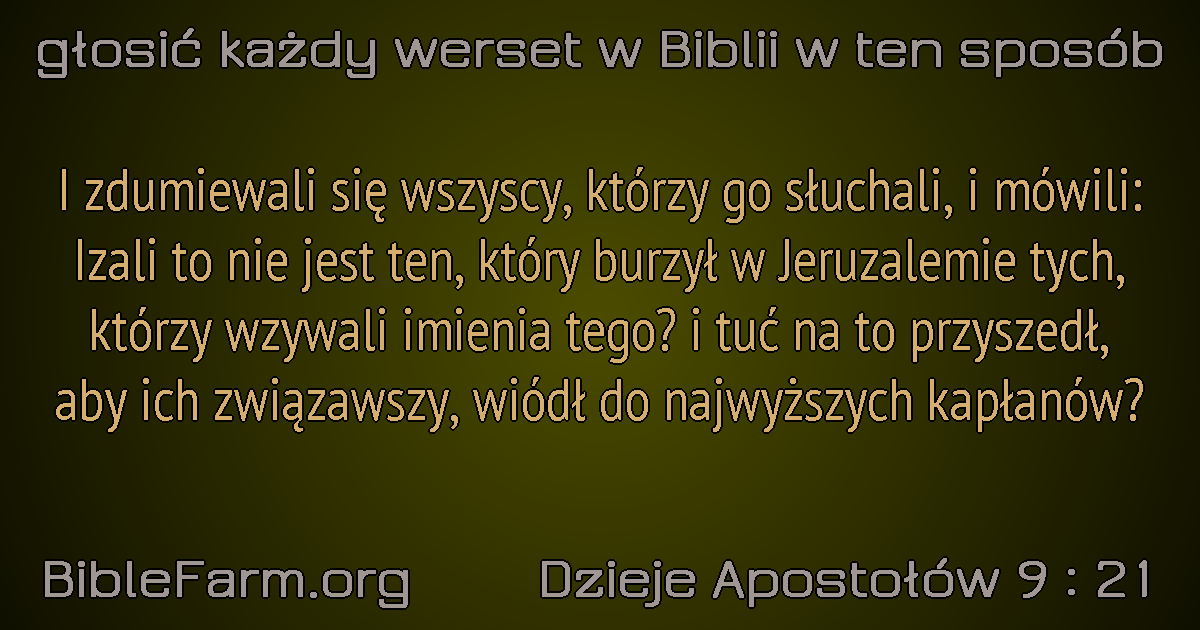 głosić każdy werset w Biblii w ten sposób
I zdumiewali się wszyscy, którzy go słuchali, i mówili:
Izali to nie jest ten, który burzył w Jeruzalemie tych,
którzy wzywali imienia tego? i tuć na to przyszedł,
aby ich związawszy, wiódł do najwyższych kapłanów?
BibleFarm.org
Dzieje Apostołów 9 : 21